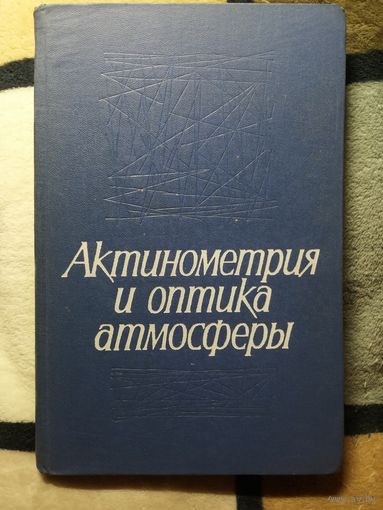 Актинометрия
и оптика
атмосферы